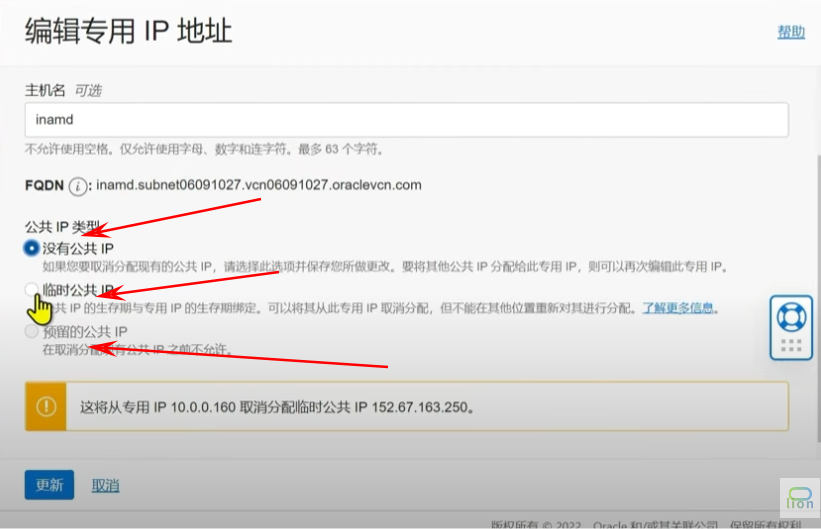 编辑专用 IP 地址
帮助
主机名 可选
inamd
不允许使用空格。仅允许使用字母、数字和连字符。最多 63 个字符。
FQDN i : inamd.subnet06091027.vcn06091027.oraclevcn.com
公共 IP 类型
没有公共 IP
如果您要取消分配现有的公共 IP，请选择此选项并保存您所做更改。要将其他公共 IP 分配给此专用 IP，则可以再次编辑此专用 IP。
临时公共 IP
共 IP 的生存期与专用 IP 的生存期绑定。可以将其从此专用 IP 取消分配，但不能在其他位置重新对其进行分配。了解更多信息。
预留的公共 IP
在取消分配现有公共 IP 之前不允许。
这将从专用 IP 10.0.0.160 取消分配临时公共 IP 152.67.163.250。
更新 取消
lion
版权所有 © 2022，Oracle 和/或其关联公司。保留所有权利